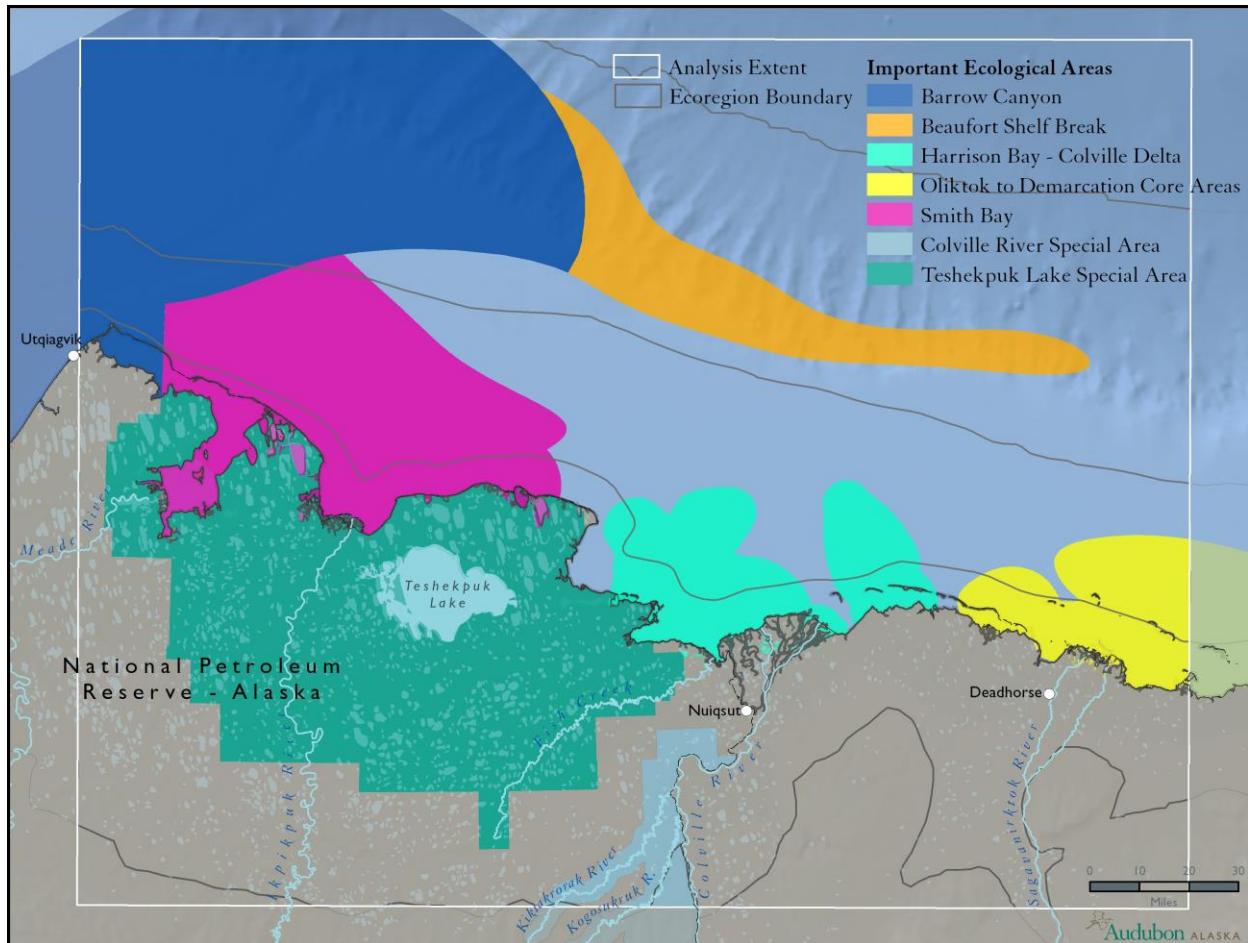 Analysis Extent
Ecoregion Boundary
Important Ecological Areas
Barrow Canyon
Beaufort Shelf Break
Harrison Bay - Colville Delta
Oliktok to Demarcation Core Areas
Smith Bay
Colville River Special Area
Teshekpuk Lake Special Area
Utqiagvik
Meade River
Teshekpuk
Lake
National Petroleum
Reserve - Alaska
Ikpikpuk River
Fish Creek
Nuiqsut
Deadhorse
Colville River
Kikiakrorak River
Kogosukruk R.
Sagavanirktok River
0 10 20 30
Miles
Audubon ALASKA